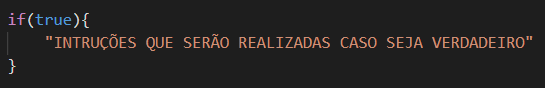 if(true){
"INTRUÇÕES QUE SERÃO REALIZADAS CASO SEJA VERDADEIRO"
}